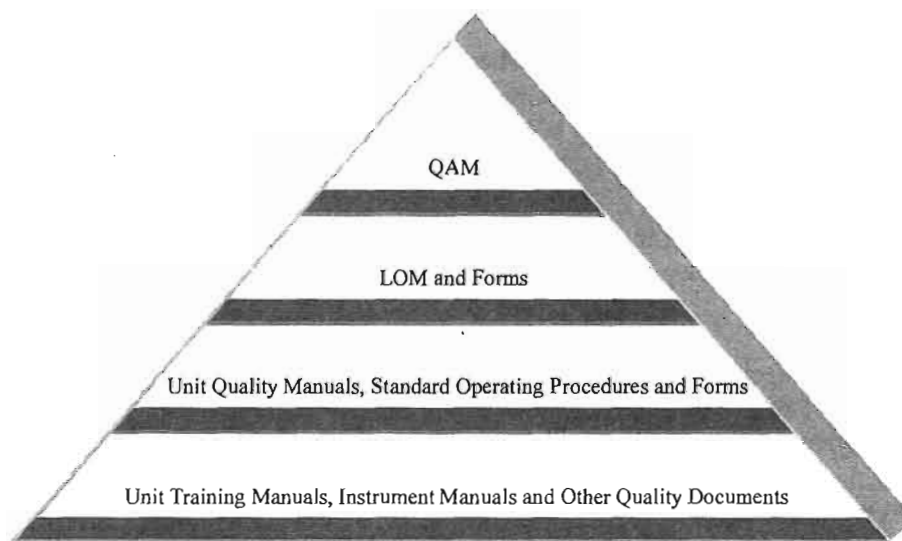 QAM
LOM and Forms
Unit Quality Manuals, Standard Operating Procedures and Forms
Unit Training Manuals, Instrument Manuals and Other Quality Documents